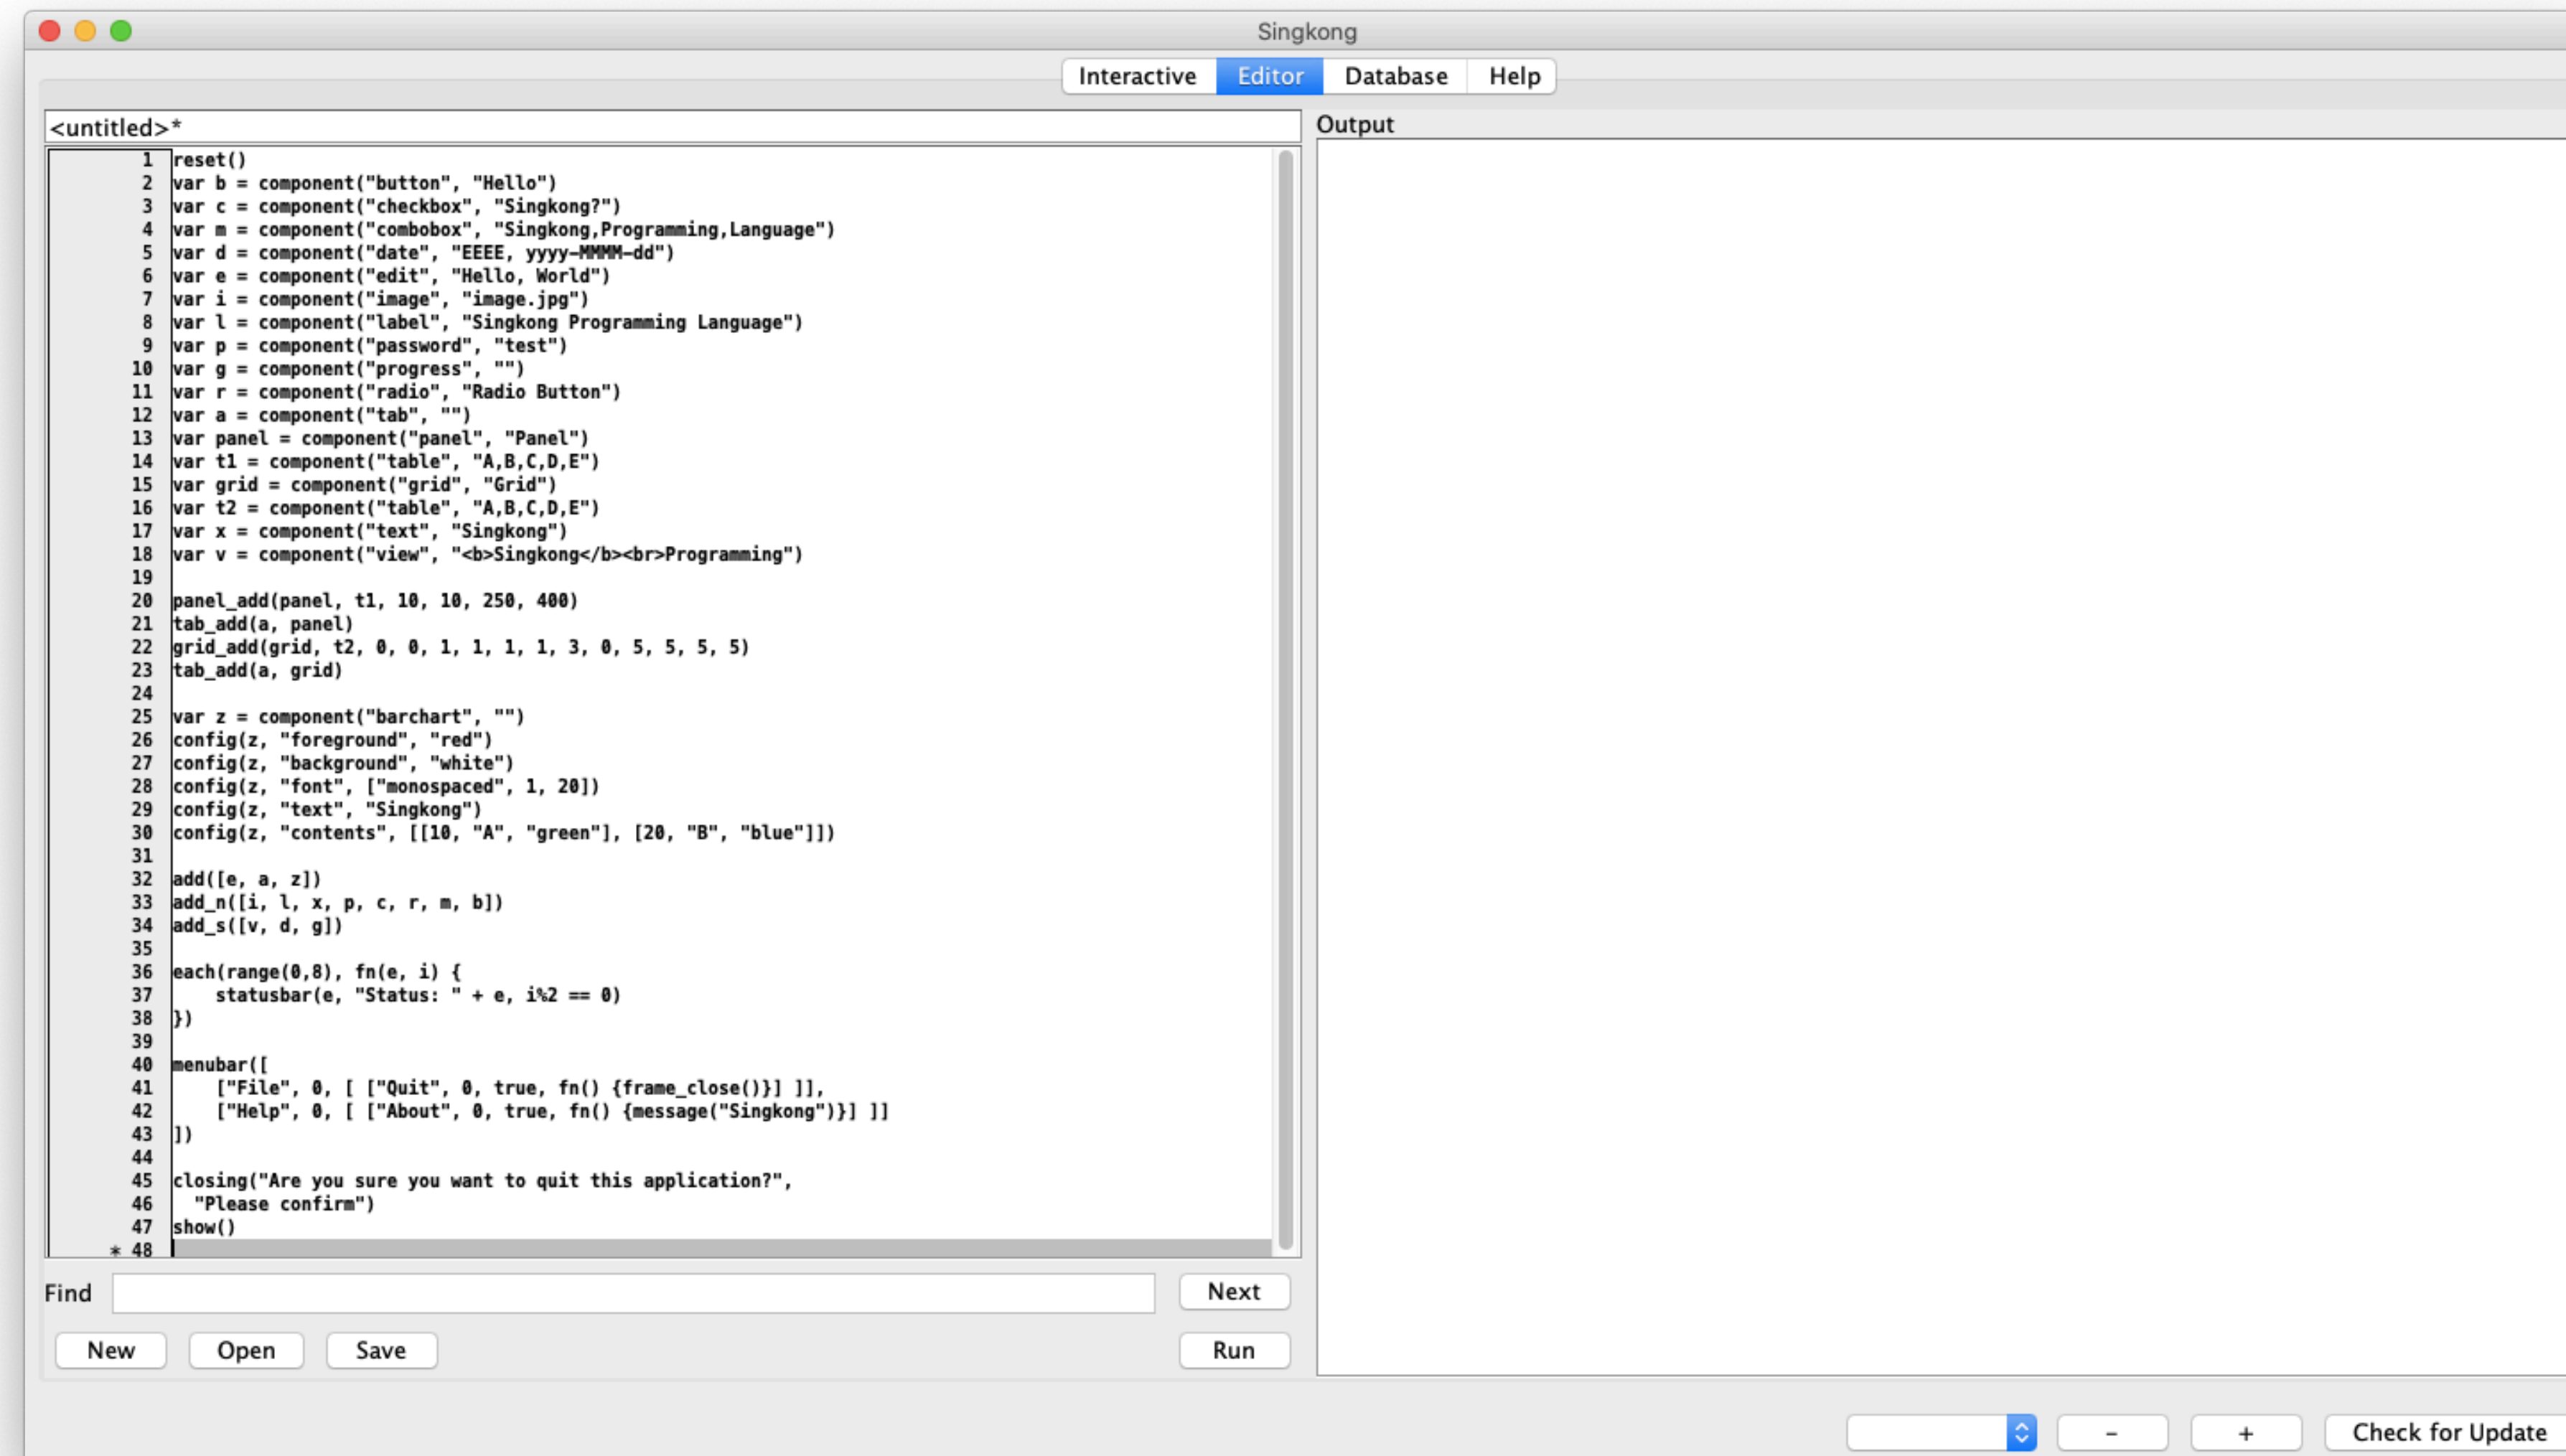 Singkong
Interactive Editor Database Help
<untitled>*
Output
1 reset()
2 var b = component("button", "Hello")
3 var c = component("checkbox", "Singkong?")
4 var m = component("combobox", "Singkong,Programming,Language")
5 var d = component("date", "EEEE, yyyy-MMMM-dd")
6 var e = component("edit", "Hello, World")
7 var i = component("image", "image.jpg")
8 var l = component("label", "Singkong Programming Language")
9 var p = component("password", "test")
10 var g = component("progress", "")
11 var r = component("radio", "Radio Button")
12 var a = component("tab", "")
13 var panel = component("panel", "Panel")
14 var t1 = component("table", "A,B,C,D,E")
15 var grid = component("grid", "Grid")
16 var t2 = component("table", "A,B,C,D,E")
17 var x = component("text", "Singkong")
18 var v = component("view", "<b>Singkong</b><br>Programming")
19
20 panel_add(panel, t1, 10, 10, 250, 400)
21 tab_add(a, panel)
22 grid_add(grid, t2, 0, 0, 1, 1, 1, 1, 3, 0, 5, 5, 5, 5)
23 tab_add(a, grid)
24
25 var z = component("barchart", "")
26 config(z, "foreground", "red")
27 config(z, "background", "white")
28 config(z, "font", ["monospaced", 1, 20])
29 config(z, "text", "Singkong")
30 config(z, "contents", [[10, "A", "green"], [20, "B", "blue"]])
31
32 add([e, a, z])
33 add_n([i, l, x, p, c, r, m, b])
34 add_s([v, d, g])
35
36 each(range(0,8), fn(e, i) {
37     statusbar(e, "Status: " + e, i%2 == 0)
38 })
39
40 menubar([
41     ["File", 0, [ ["Quit", 0, true, fn() {frame_close()}] ]],
42     ["Help", 0, [ ["About", 0, true, fn() {message("Singkong")}] ]]
43 ])
44
45 closing("Are you sure you want to quit this application?",
46   "Please confirm")
47 show()
* 48
Find
Next
New Open Save Run
- + Check for Update